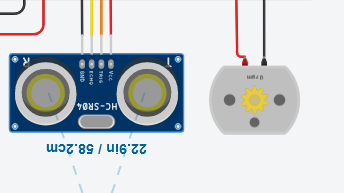 R
T
GND
ECHO
TRIG
VCC
HC-SR04
22.9in / 58.2cm
0 rpm